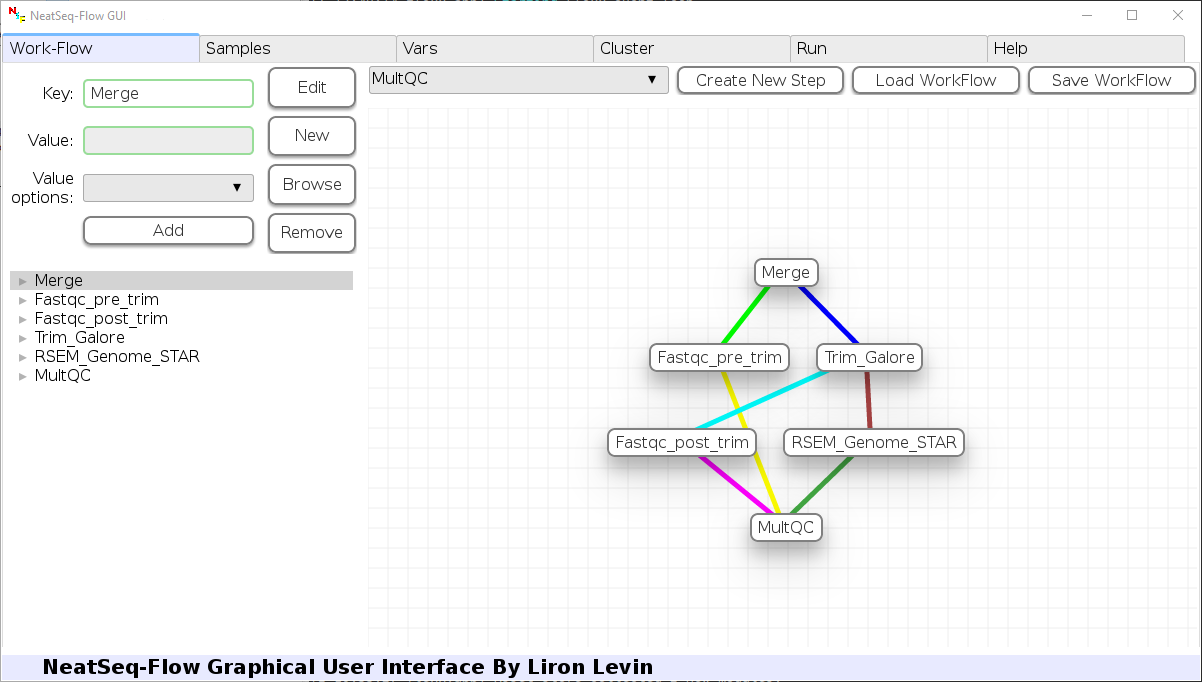 NeatSeq-Flow GUI
Work-Flow
Samples
Vars
Cluster
Run
Help
Key:
Merge
Edit
Value:
New
Value options:
Browse
Add
Remove
Merge
Fastqc_pre_trim
Fastqc_post_trim
Trim_Galore
RSEM_Genome_STAR
MultQC
MultQC
Create New Step
Load WorkFlow
Save WorkFlow
Merge
Fastqc_pre_trim
Trim_Galore
Fastqc_post_trim
RSEM_Genome_STAR
MultQC
NeatSeq-Flow Graphical User Interface By Liron Levin